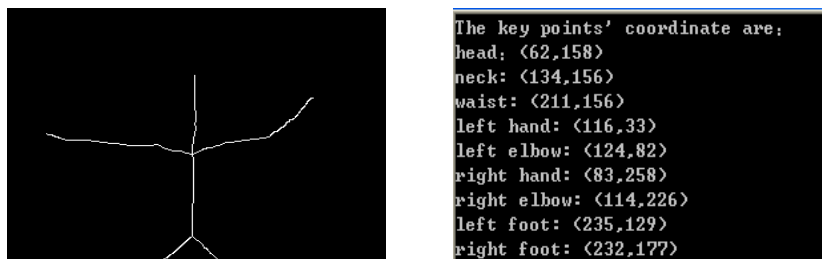 The key points' coordinate are:
head: (62,158)
neck: (134,156)
waist: (211,156)
left hand: (116,33)
left elbow: (124,82)
right hand: (83,258)
right elbow: (114,226)
left foot: (235,129)
right foot: (232,177)